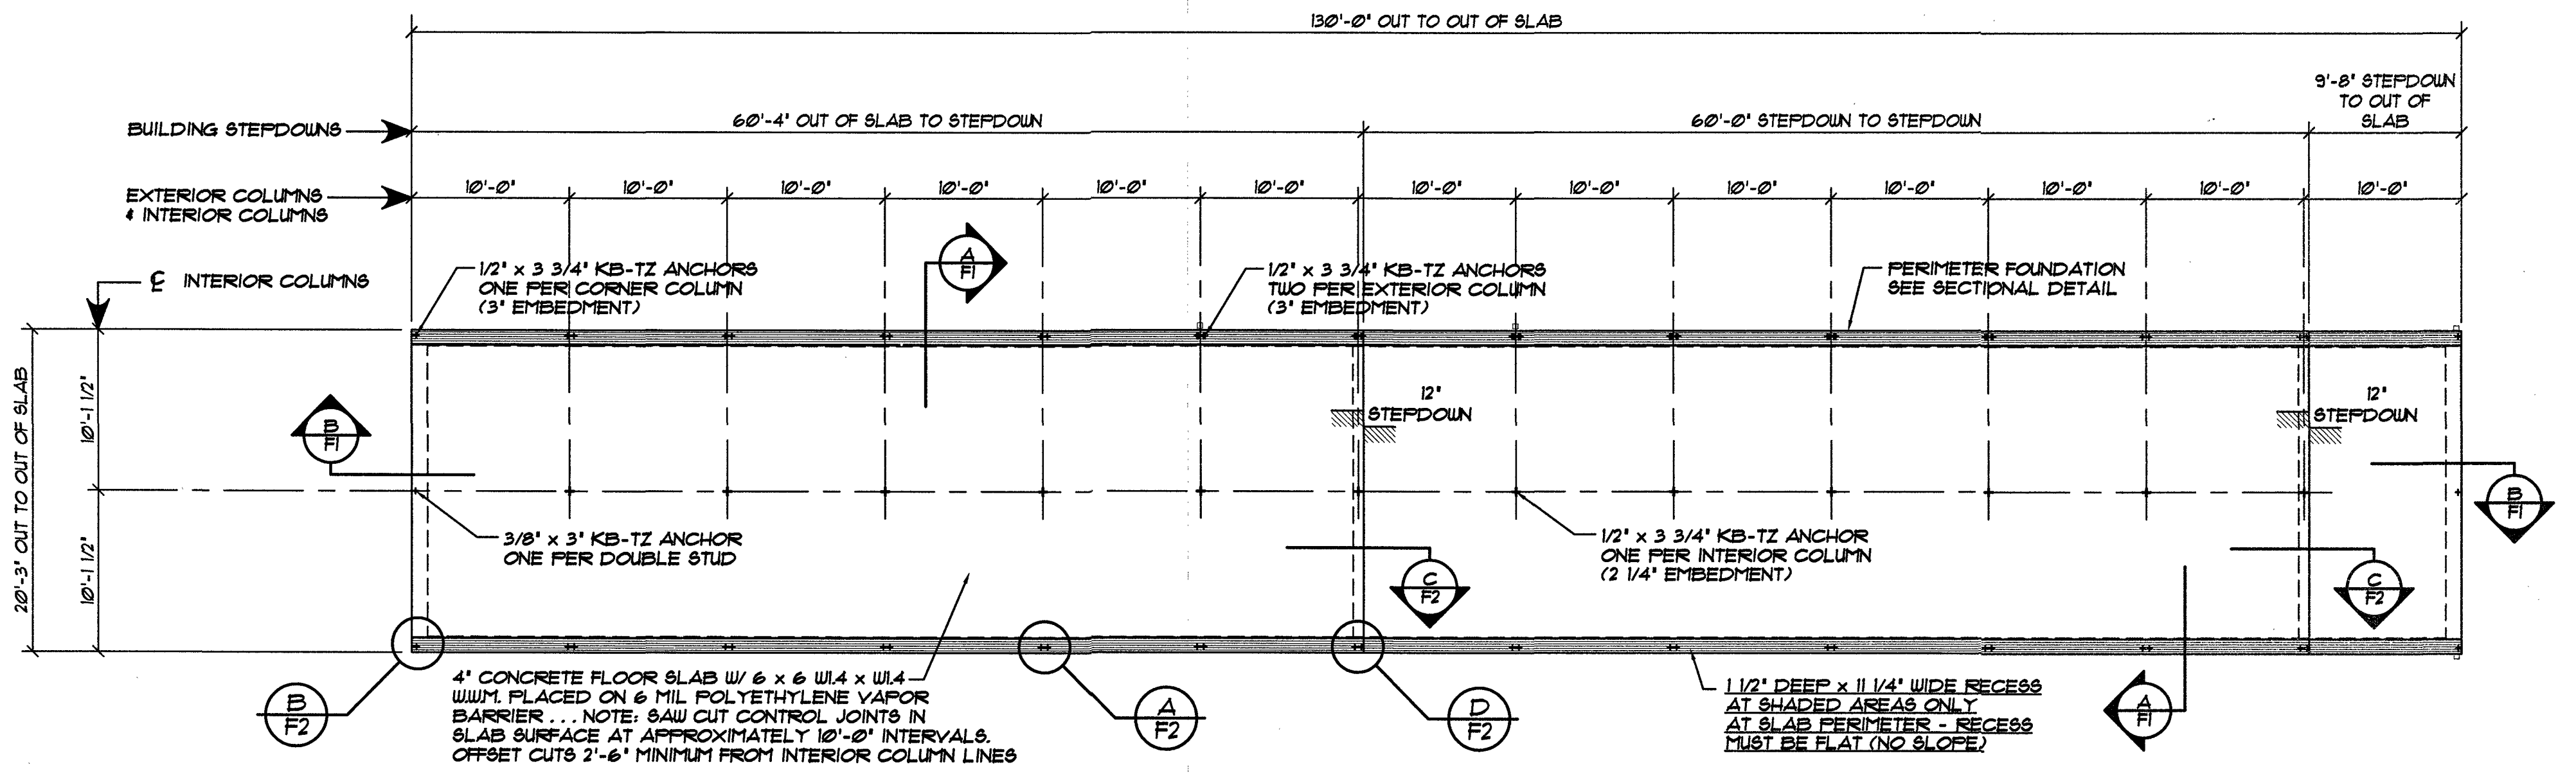 130'-0" OUT TO OUT OF SLAB
9'-8" STEPDOWN
TO OUT OF
SLAB
BUILDING STEPDOWNS
60'-4" OUT OF SLAB TO STEPDOWN
60'-0" STEPDOWN TO STEPDOWN
EXTERIOR COLUMNS
& INTERIOR COLUMNS
10'-0"
10'-0"
10'-0"
10'-0"
10'-0"
10'-0"
10'-0"
10'-0"
10'-0"
10'-0"
10'-0"
10'-0"
10'-0"
℄ INTERIOR COLUMNS
1/2" x 3 3/4" KB-TZ ANCHORS
ONE PER CORNER COLUMN
(3" EMBEDMENT)
A
F1
1/2" x 3 3/4" KB-TZ ANCHORS
TWO PER EXTERIOR COLUMN
(3" EMBEDMENT)
PERIMETER FOUNDATION
SEE SECTIONAL DETAIL
20'-3" OUT TO OUT OF SLAB
10'-1 1/2"
10'-1 1/2"
B
F1
12"
STEPDOWN
12"
STEPDOWN
B
F1
3/8" x 3" KB-TZ ANCHOR
ONE PER DOUBLE STUD
1/2" x 3 3/4" KB-TZ ANCHOR
ONE PER INTERIOR COLUMN
(2 1/4" EMBEDMENT)
C
F2
C
F2
B
F2
4" CONCRETE FLOOR SLAB W/ 6 x 6 W1.4 x W1.4
W.W.M. PLACED ON 6 MIL POLYETHYLENE VAPOR
BARRIER . . . NOTE: SAW CUT CONTROL JOINTS IN
SLAB SURFACE AT APPROXIMATELY 10'-0" INTERVALS.
OFFSET CUTS 2'-6" MINIMUM FROM INTERIOR COLUMN LINES
A
F2
D
F2
1 1/2" DEEP x 11 1/4" WIDE RECESS
AT SHADED AREAS ONLY
AT SLAB PERIMETER - RECESS
MUST BE FLAT (NO SLOPE)
A
F1